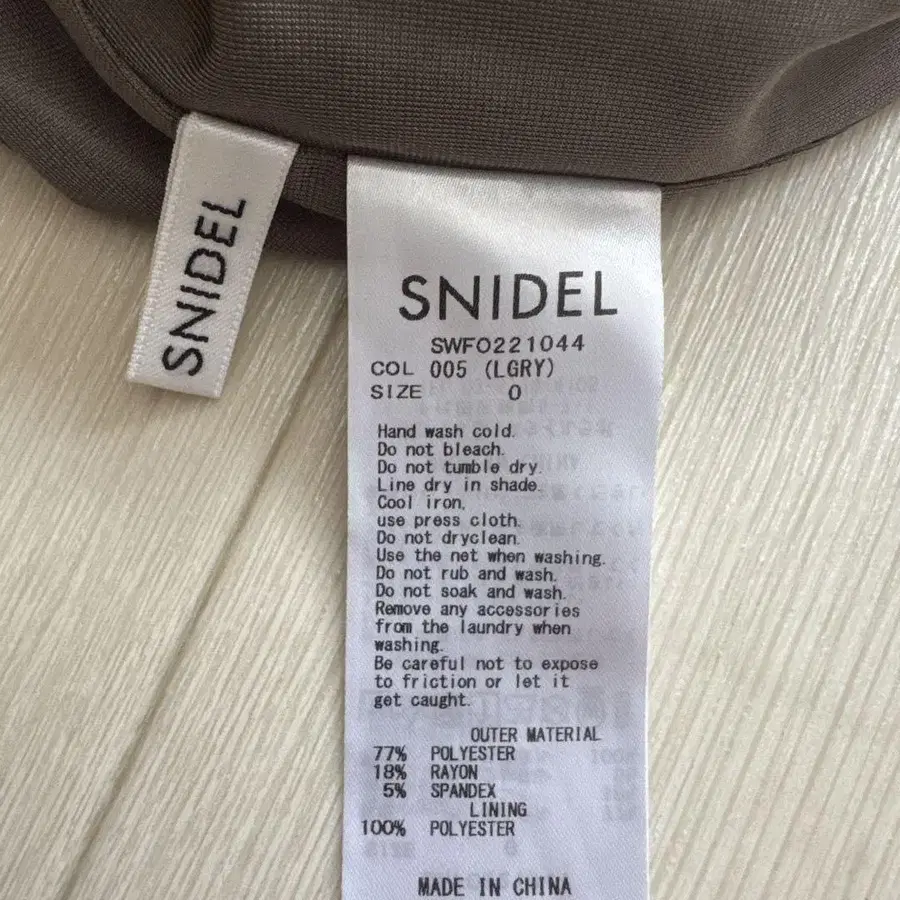 SNIDEL
SNIDEL
SWFO221044
COL 005 (LGRY)
SIZE 0
Hand wash cold.
Do not bleach.
Do not tumble dry.
Line dry in shade.
Cool iron,
use press cloth.
Do not dryclean.
Use the net when washing.
Do not rub and wash.
Do not soak and wash.
Remove any accessories
from the laundry when
washing.
Be careful not to expose
to friction or let it
get caught.
OUTER MATERIAL
77% POLYESTER
18% RAYON
5% SPANDEX
LINING
100% POLYESTER
MADE IN CHINA